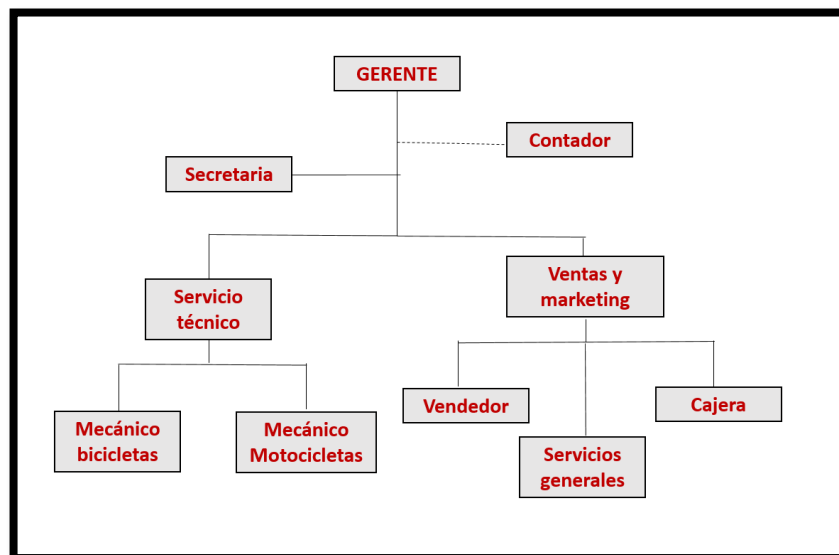 GERENTE
Contador
Secretaria
Servicio
técnico
Ventas y
marketing
Mecánico
bicicletas
Mecánico
Motocicletas
Vendedor
Servicios
generales
Cajera